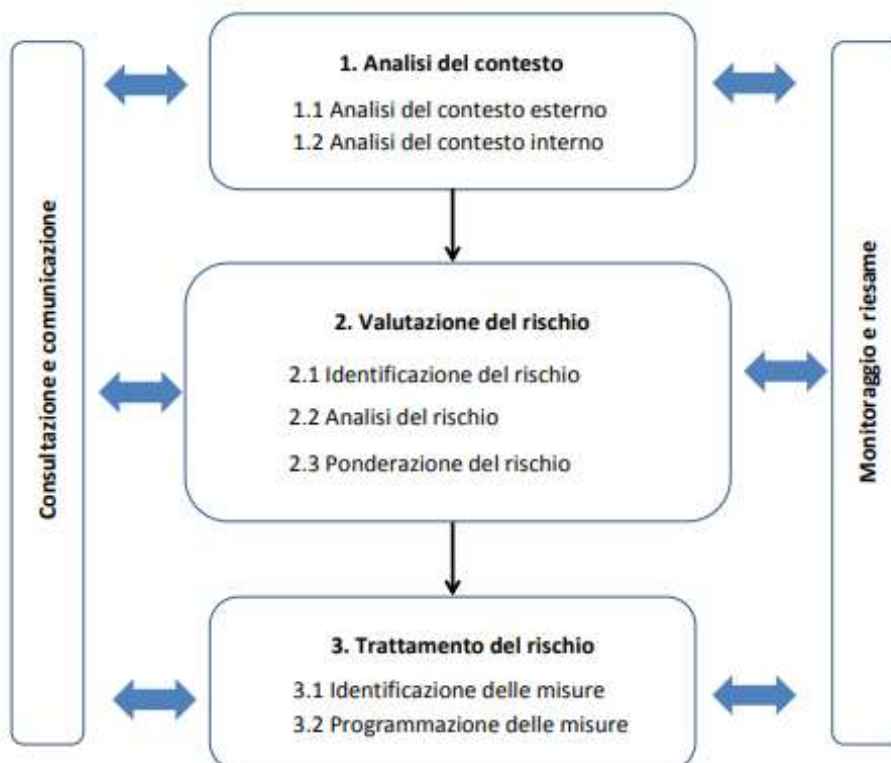 Consultazione e comunicazione
1. Analisi del contesto
1.1 Analisi del contesto esterno
1.2 Analisi del contesto interno
2. Valutazione del rischio
2.1 Identificazione del rischio
2.2 Analisi del rischio
2.3 Ponderazione del rischio
3. Trattamento del rischio
3.1 Identificazione delle misure
3.2 Programmazione delle misure
Monitoraggio e riesame